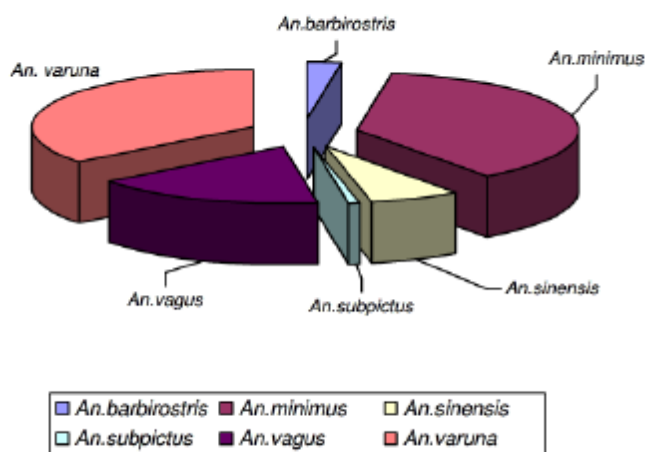 An.barbirostris
An. varuna
An.minimus
An.sinensis
An.vagus
An.subpictus
An.barbirostris An.minimus An.sinensis
An.subpictus An.vagus An.varuna